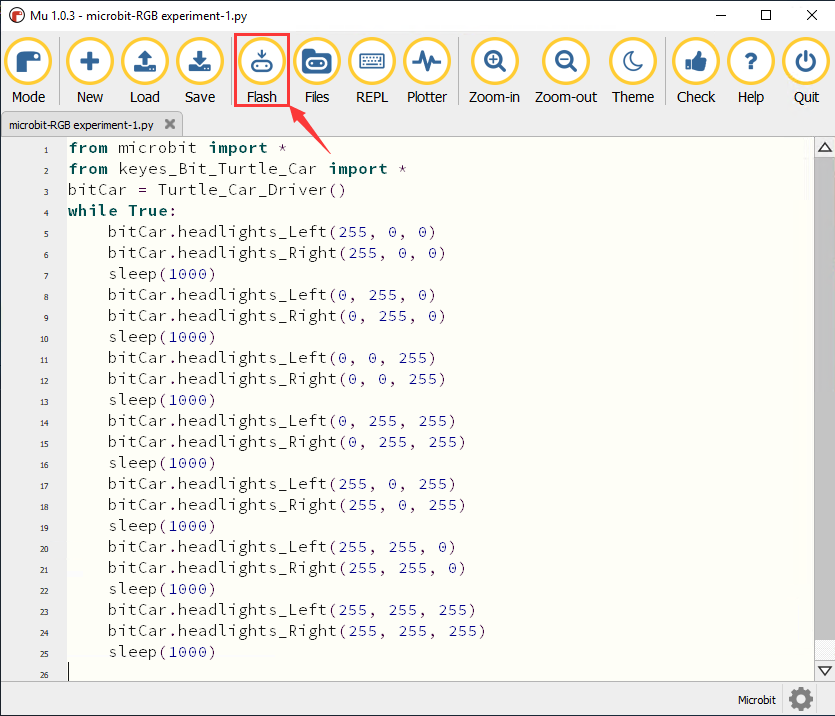 Mu 1.0.3 - microbit-RGB experiment-1.py
Mode New Load Save Flash Files REPL Plotter Zoom-in Zoom-out Theme Check Help Quit
microbit-RGB experiment-1.py
1 from microbit import *
2 from keyes_Bit_Turtle_Car import *
3 bitCar = Turtle_Car_Driver()
4 while True:
5 bitCar.headlights_Left(255, 0, 0)
6 bitCar.headlights_Right(255, 0, 0)
7 sleep(1000)
8 bitCar.headlights_Left(0, 255, 0)
9 bitCar.headlights_Right(0, 255, 0)
10 sleep(1000)
11 bitCar.headlights_Left(0, 0, 255)
12 bitCar.headlights_Right(0, 0, 255)
13 sleep(1000)
14 bitCar.headlights_Left(0, 255, 255)
15 bitCar.headlights_Right(0, 255, 255)
16 sleep(1000)
17 bitCar.headlights_Left(255, 0, 255)
18 bitCar.headlights_Right(255, 0, 255)
19 sleep(1000)
20 bitCar.headlights_Left(255, 255, 0)
21 bitCar.headlights_Right(255, 255, 0)
22 sleep(1000)
23 bitCar.headlights_Left(255, 255, 255)
24 bitCar.headlights_Right(255, 255, 255)
25 sleep(1000)
26
Microbit